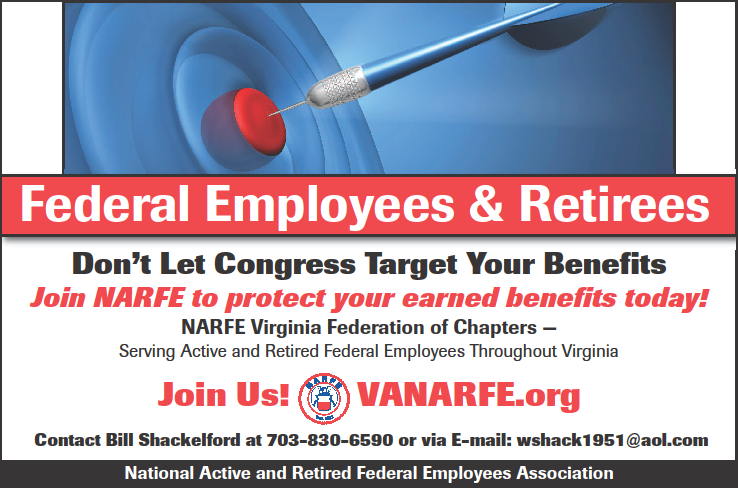 Federal Employees & Retirees
Don't Let Congress Target Your Benefits
Join NARFE to protect your earned benefits today!
NARFE Virginia Federation of Chapters –
Serving Active and Retired Federal Employees Throughout Virginia
Join Us! NARFE VANARFE.org
Contact Bill Shackelford at 703-830-6590 or via E-mail: wshack1951@aol.com
National Active and Retired Federal Employees Association